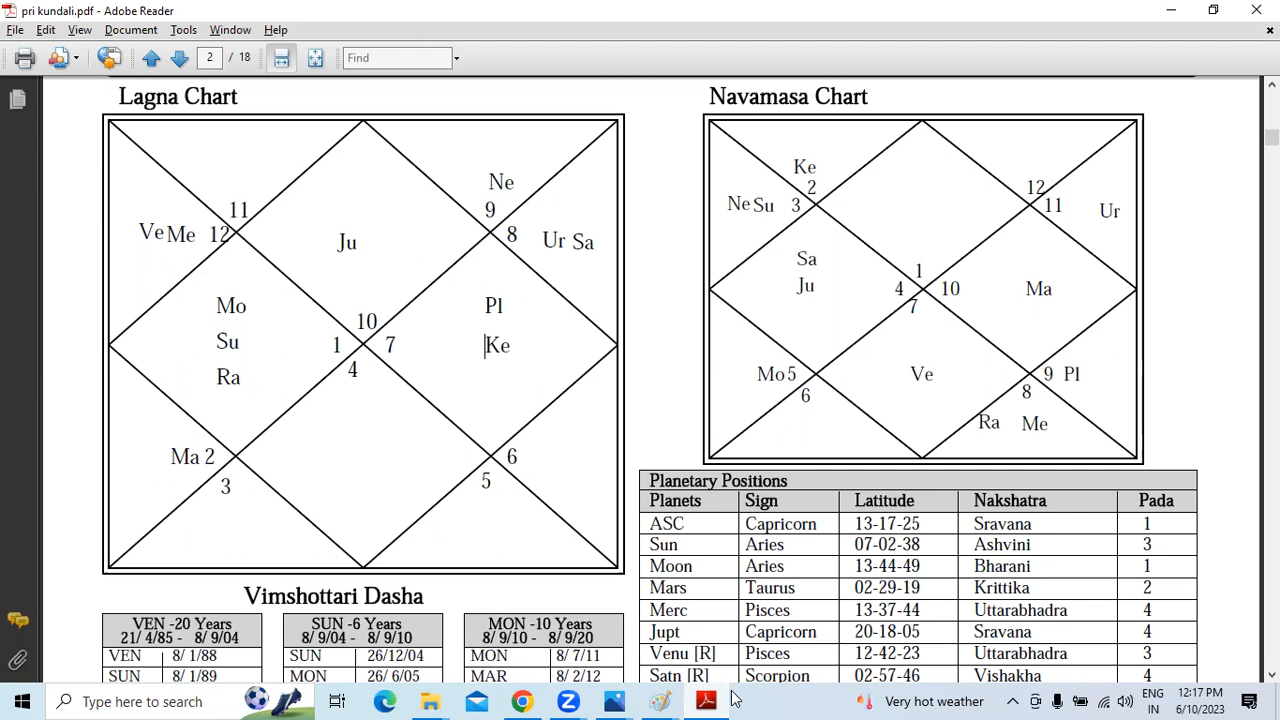 pri kundali.pdf - Adobe Reader
File Edit View Document Tools Window Help
2 / 18 Find
Lagna Chart
Ne
11 9
Ve Me 12 8 Ur Sa
Ju
Mo Pl
10
Su 1 7 Ke
4
Ra
Ma 2 6
3 5
Navamasa Chart
Ke
2 12
Ne Su 3 11 Ur
Sa
1
Ju 4 10 Ma
7
Mo 5 Ve 9 Pl
6 8
Ra Me
Planetary Positions
Planets Sign Latitude Nakshatra Pada
ASC Capricorn 13-17-25 Sravana 1
Sun Aries 07-02-38 Ashvini 3
Moon Aries 13-44-49 Bharani 1
Mars Taurus 02-29-19 Krittika 2
Merc Pisces 13-37-44 Uttarabhadra 4
Jupt Capricorn 20-18-05 Sravana 4
Venu [R] Pisces 12-42-23 Uttarabhadra 3
Satn [R] Scorpion 02-57-46 Vishakha 4
Vimshottari Dasha
VEN -20 Years SUN -6 Years MON -10 Years
21/ 4/85 - 8/ 9/04 8/ 9/04 - 8/ 9/10 8/ 9/10 - 8/ 9/20
VEN 8/ 1/88 SUN 26/12/04 MON 8/ 7/11
SUN 8/ 1/89 MON 26/ 6/05 MAR 8/ 2/12
Type here to search
Very hot weather
ENG 12:17 PM
IN 6/10/2023